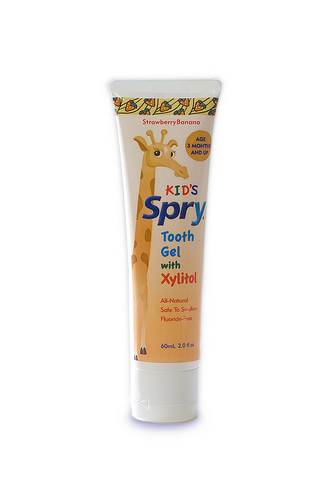 StrawberryBanana
AGE
3 MONTHS
AND UP
KID'S
Spry
Tooth
Gel
with
Xylitol
All-Natural
Safe To Swallow
Fluoride-Free
60mL 2.0 fl oz